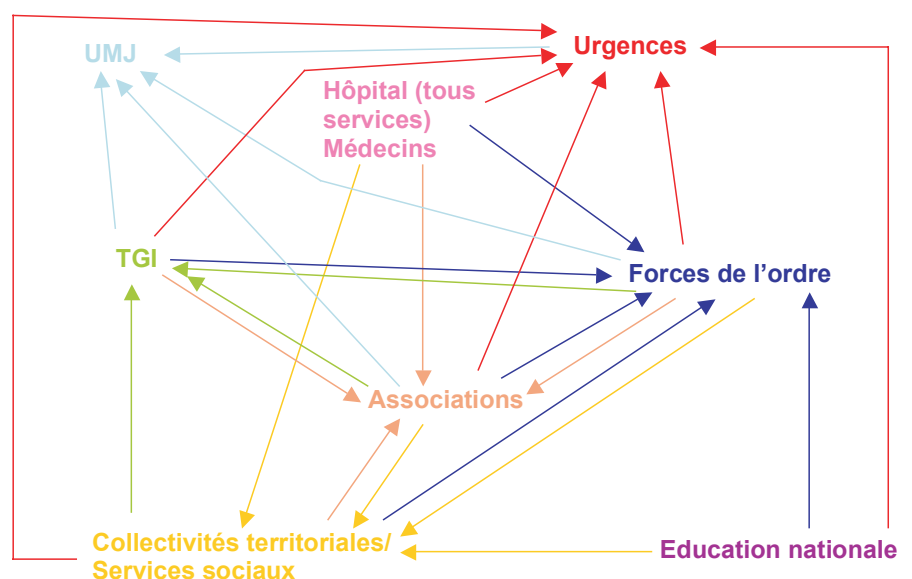 Urgences
UMJ
Hôpital (tous
services)
Médecins
TGI
Forces de l’ordre
Associations
Collectivités territoriales/
Services sociaux
Education nationale